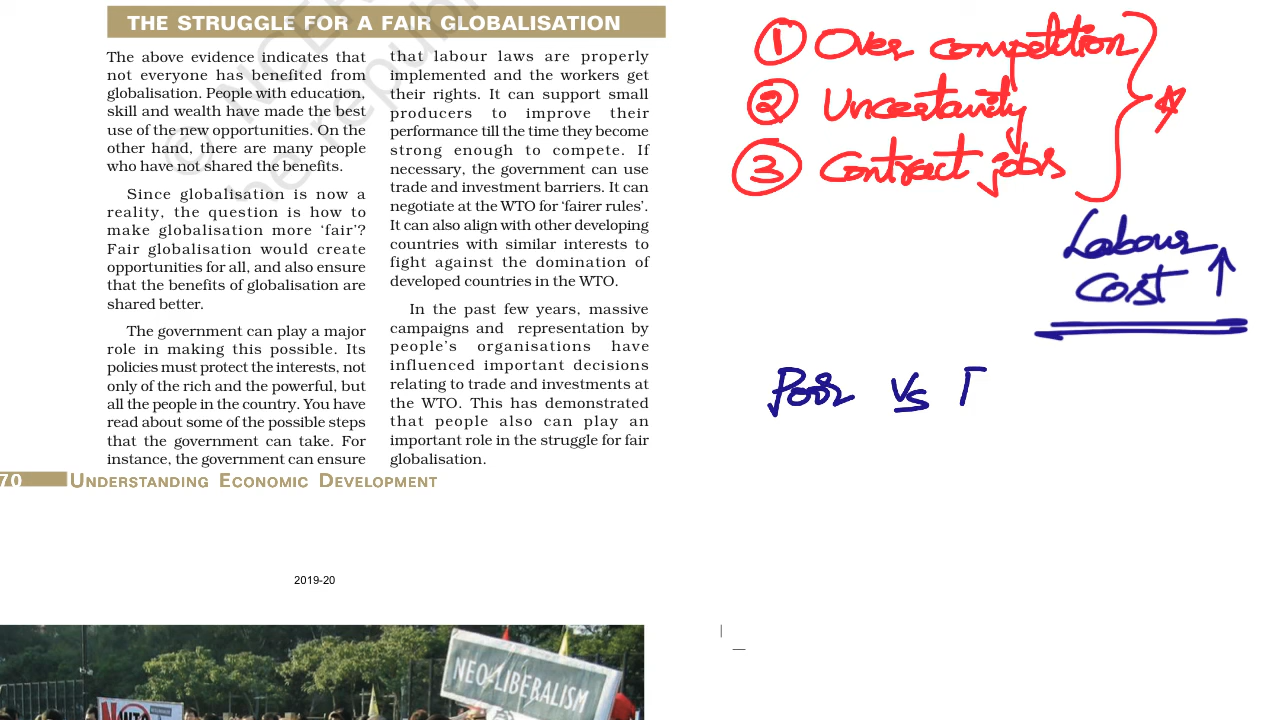 THE STRUGGLE FOR A FAIR GLOBALISATION
The above evidence indicates that
not everyone has benefited from
globalisation. People with education,
skill and wealth have made the best
use of the new opportunities. On the
other hand, there are many people
who have not shared the benefits.
Since globalisation is now a
reality, the question is how to
make globalisation more ‘fair’?
Fair globalisation would create
opportunities for all, and also ensure
that the benefits of globalisation are
shared better.
The government can play a major
role in making this possible. Its
policies must protect the interests, not
only of the rich and the powerful, but
all the people in the country. You have
read about some of the possible steps
that the government can take. For
instance, the government can ensure
that labour laws are properly
implemented and the workers get
their rights. It can support small
producers to improve their
performance till the time they become
strong enough to compete. If
necessary, the government can use
trade and investment barriers. It can
negotiate at the WTO for ‘fairer rules’.
It can also align with other developing
countries with similar interests to
fight against the domination of
developed countries in the WTO.
In the past few years, massive
campaigns and representation by
people’s organisations have
influenced important decisions
relating to trade and investments at
the WTO. This has demonstrated
that people also can play an
important role in the struggle for fair
globalisation.
70 UNDERSTANDING ECONOMIC DEVELOPMENT
2019-20
① Over competition
② Uncertainity
③ Contract jobs
Labour
Cost ↑
Poor Vs
NEO-LIBERALISM